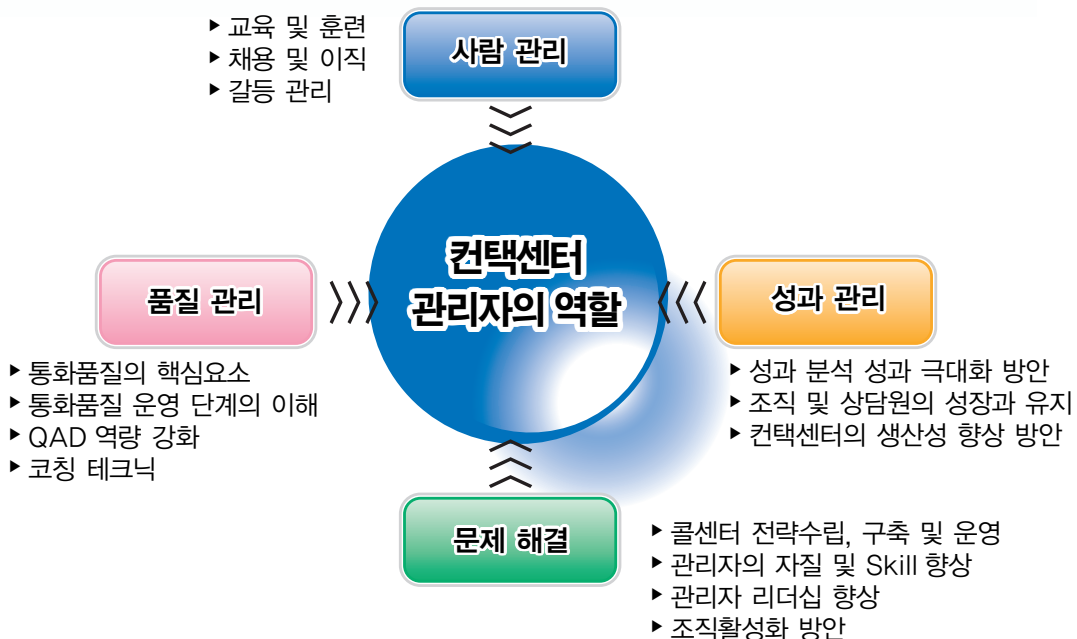 ▶ 교육 및 훈련
▶ 채용 및 이직
▶ 갈등 관리
사람 관리
컨택센터
관리자의 역할
품질 관리
▶ 통화품질의 핵심요소
▶ 통화품질 운영 단계의 이해
▶ QAD 역량 강화
▶ 코칭 테크닉
성과 관리
▶ 성과 분석 성과 극대화 방안
▶ 조직 및 상담원의 성장과 유지
▶ 컨택센터의 생산성 향상 방안
문제 해결
▶ 콜센터 전략수립, 구축 및 운영
▶ 관리자의 자질 및 Skill 향상
▶ 관리자 리더십 향상
▶ 조직활성화 방안